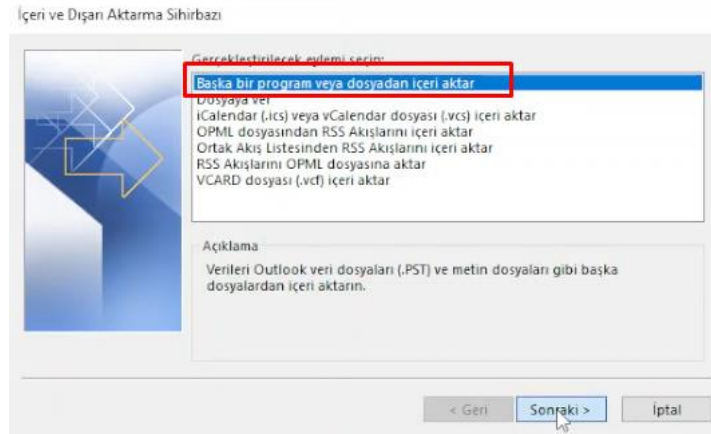 İçeri ve Dışarı Aktarma Sihirbazı
Gerçekleştirilecek eylemi seçin:
Başka bir program veya dosyadan içeri aktar
Dosyaya ver
iCalendar (.ics) veya vCalendar dosyası (.vcs) içeri aktar
OPML dosyasından RSS Akışlarını içeri aktar
Ortak Akış Listesinden RSS Akışlarını içeri aktar
RSS Akışlarını OPML dosyasına aktar
VCARD dosyası (.vcf) içeri aktar
Açıklama
Verileri Outlook veri dosyaları (.PST) ve metin dosyaları gibi başka
dosyalardan içeri aktarın.
< Geri Sonraki > İptal